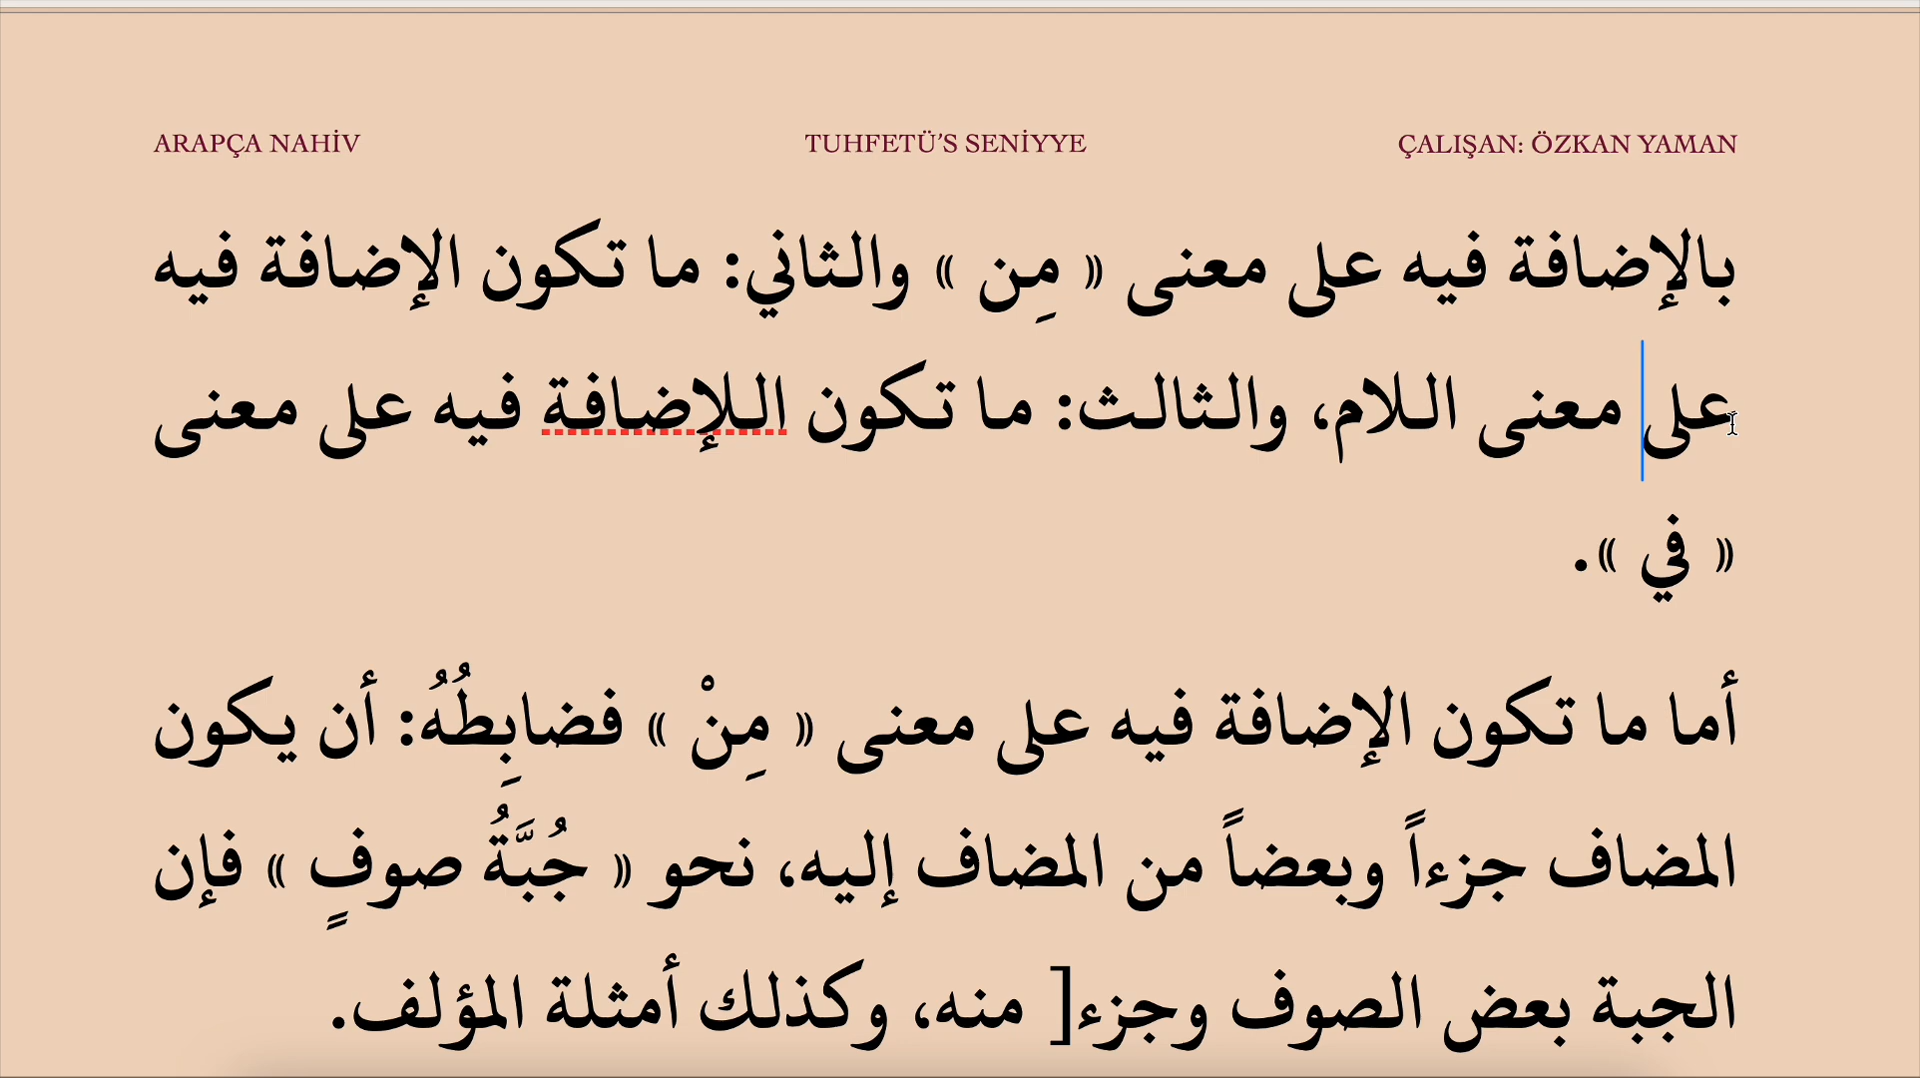 ARAPÇA NAHİV TUHFETÜ’S SENİYYE ÇALIŞAN: ÖZKAN YAMAN
بالإضافة فيه على معنى « مِن » والثاني: ما تكون الإضافة فيه
على معنى اللام، والثالث: ما تكون اللإضافة فيه على معنى
« في ».
أما ما تكون الإضافة فيه على معنى « مِنْ » فضابِطُهُ: أن يكون
المضاف جزءاً وبعضاً من المضاف إليه، نحو « جُبَّةُ صوفٍ » فإن
الجبة بعض الصوف وجزء[ منه، وكذلك أمثلة المؤلف.